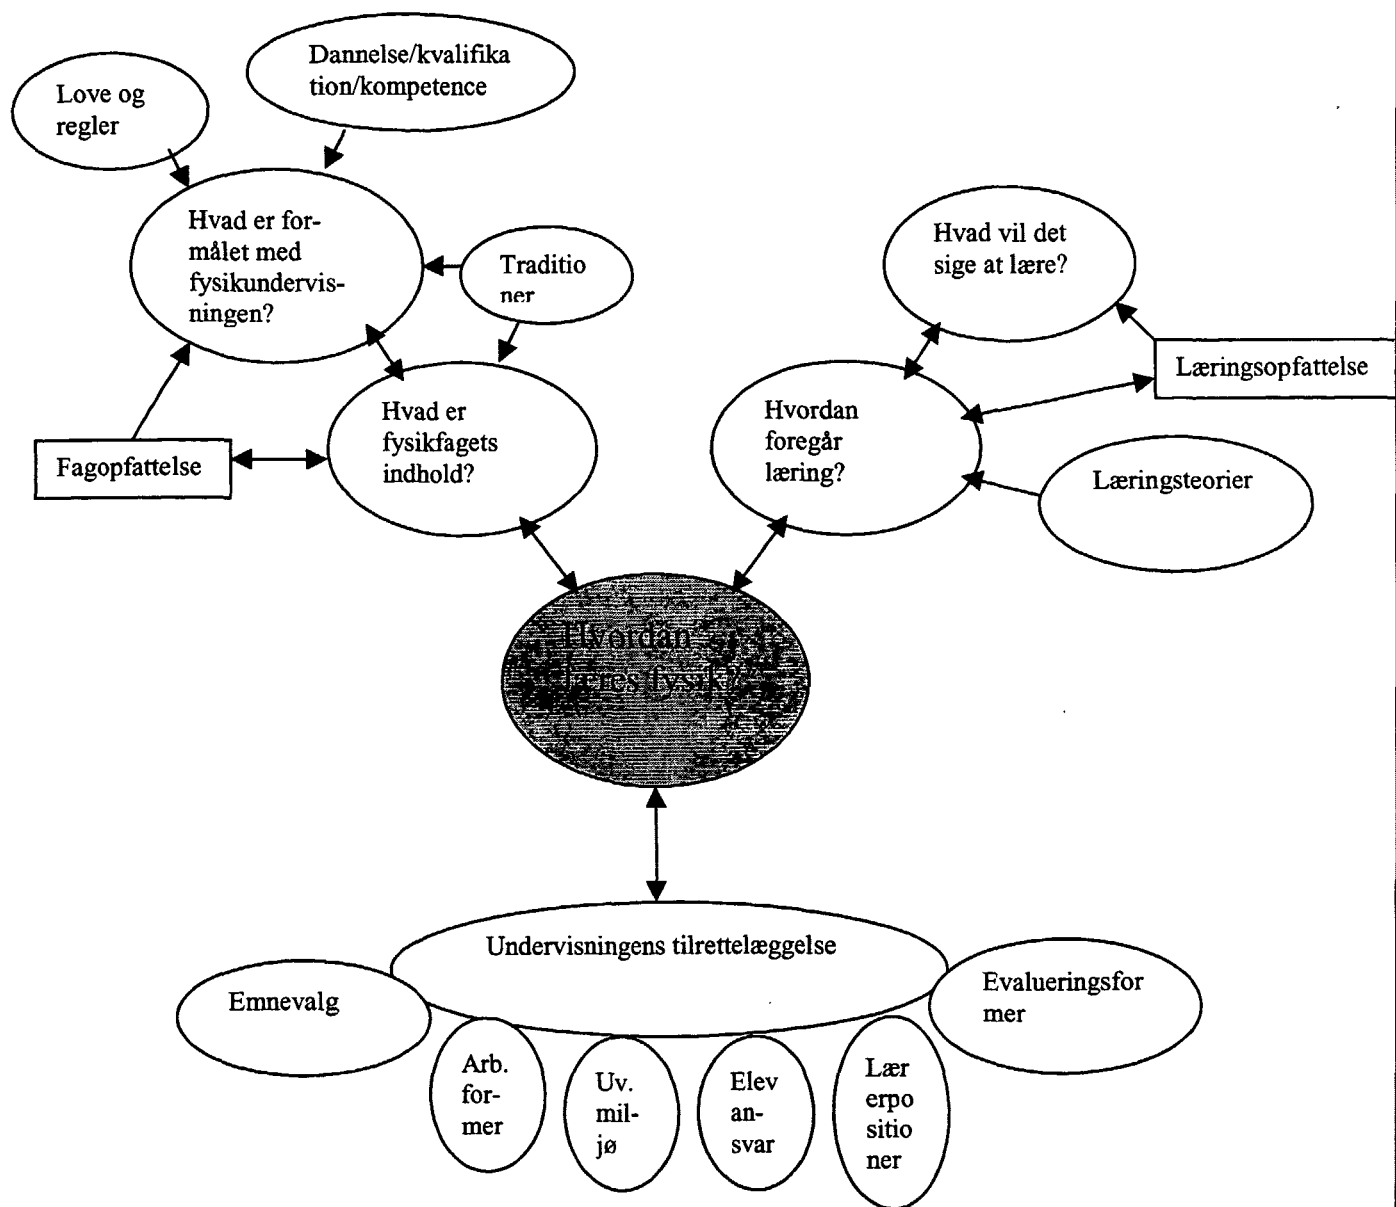 Dannelse/kvalifika
tion/kompetence
Love og
regler
Hvad er for-
målet med
fysikundervis-
ningen?
Traditio
ner
Hvad vil det
sige at lære?
Læringsopfattelse
Hvad er
fysikfagets
indhold?
Fagopfattelse
Hvordan
foregår
læring?
Læringsteorier
Hvordan
læres fysik?
Undervisningens tilrettelæggelse
Emnevalg
Evalueringsfor
mer
Arb.
for-
mer
Uv.
mil-
jø
Elev
an-
svar
Lær
erpo
sitio
ner